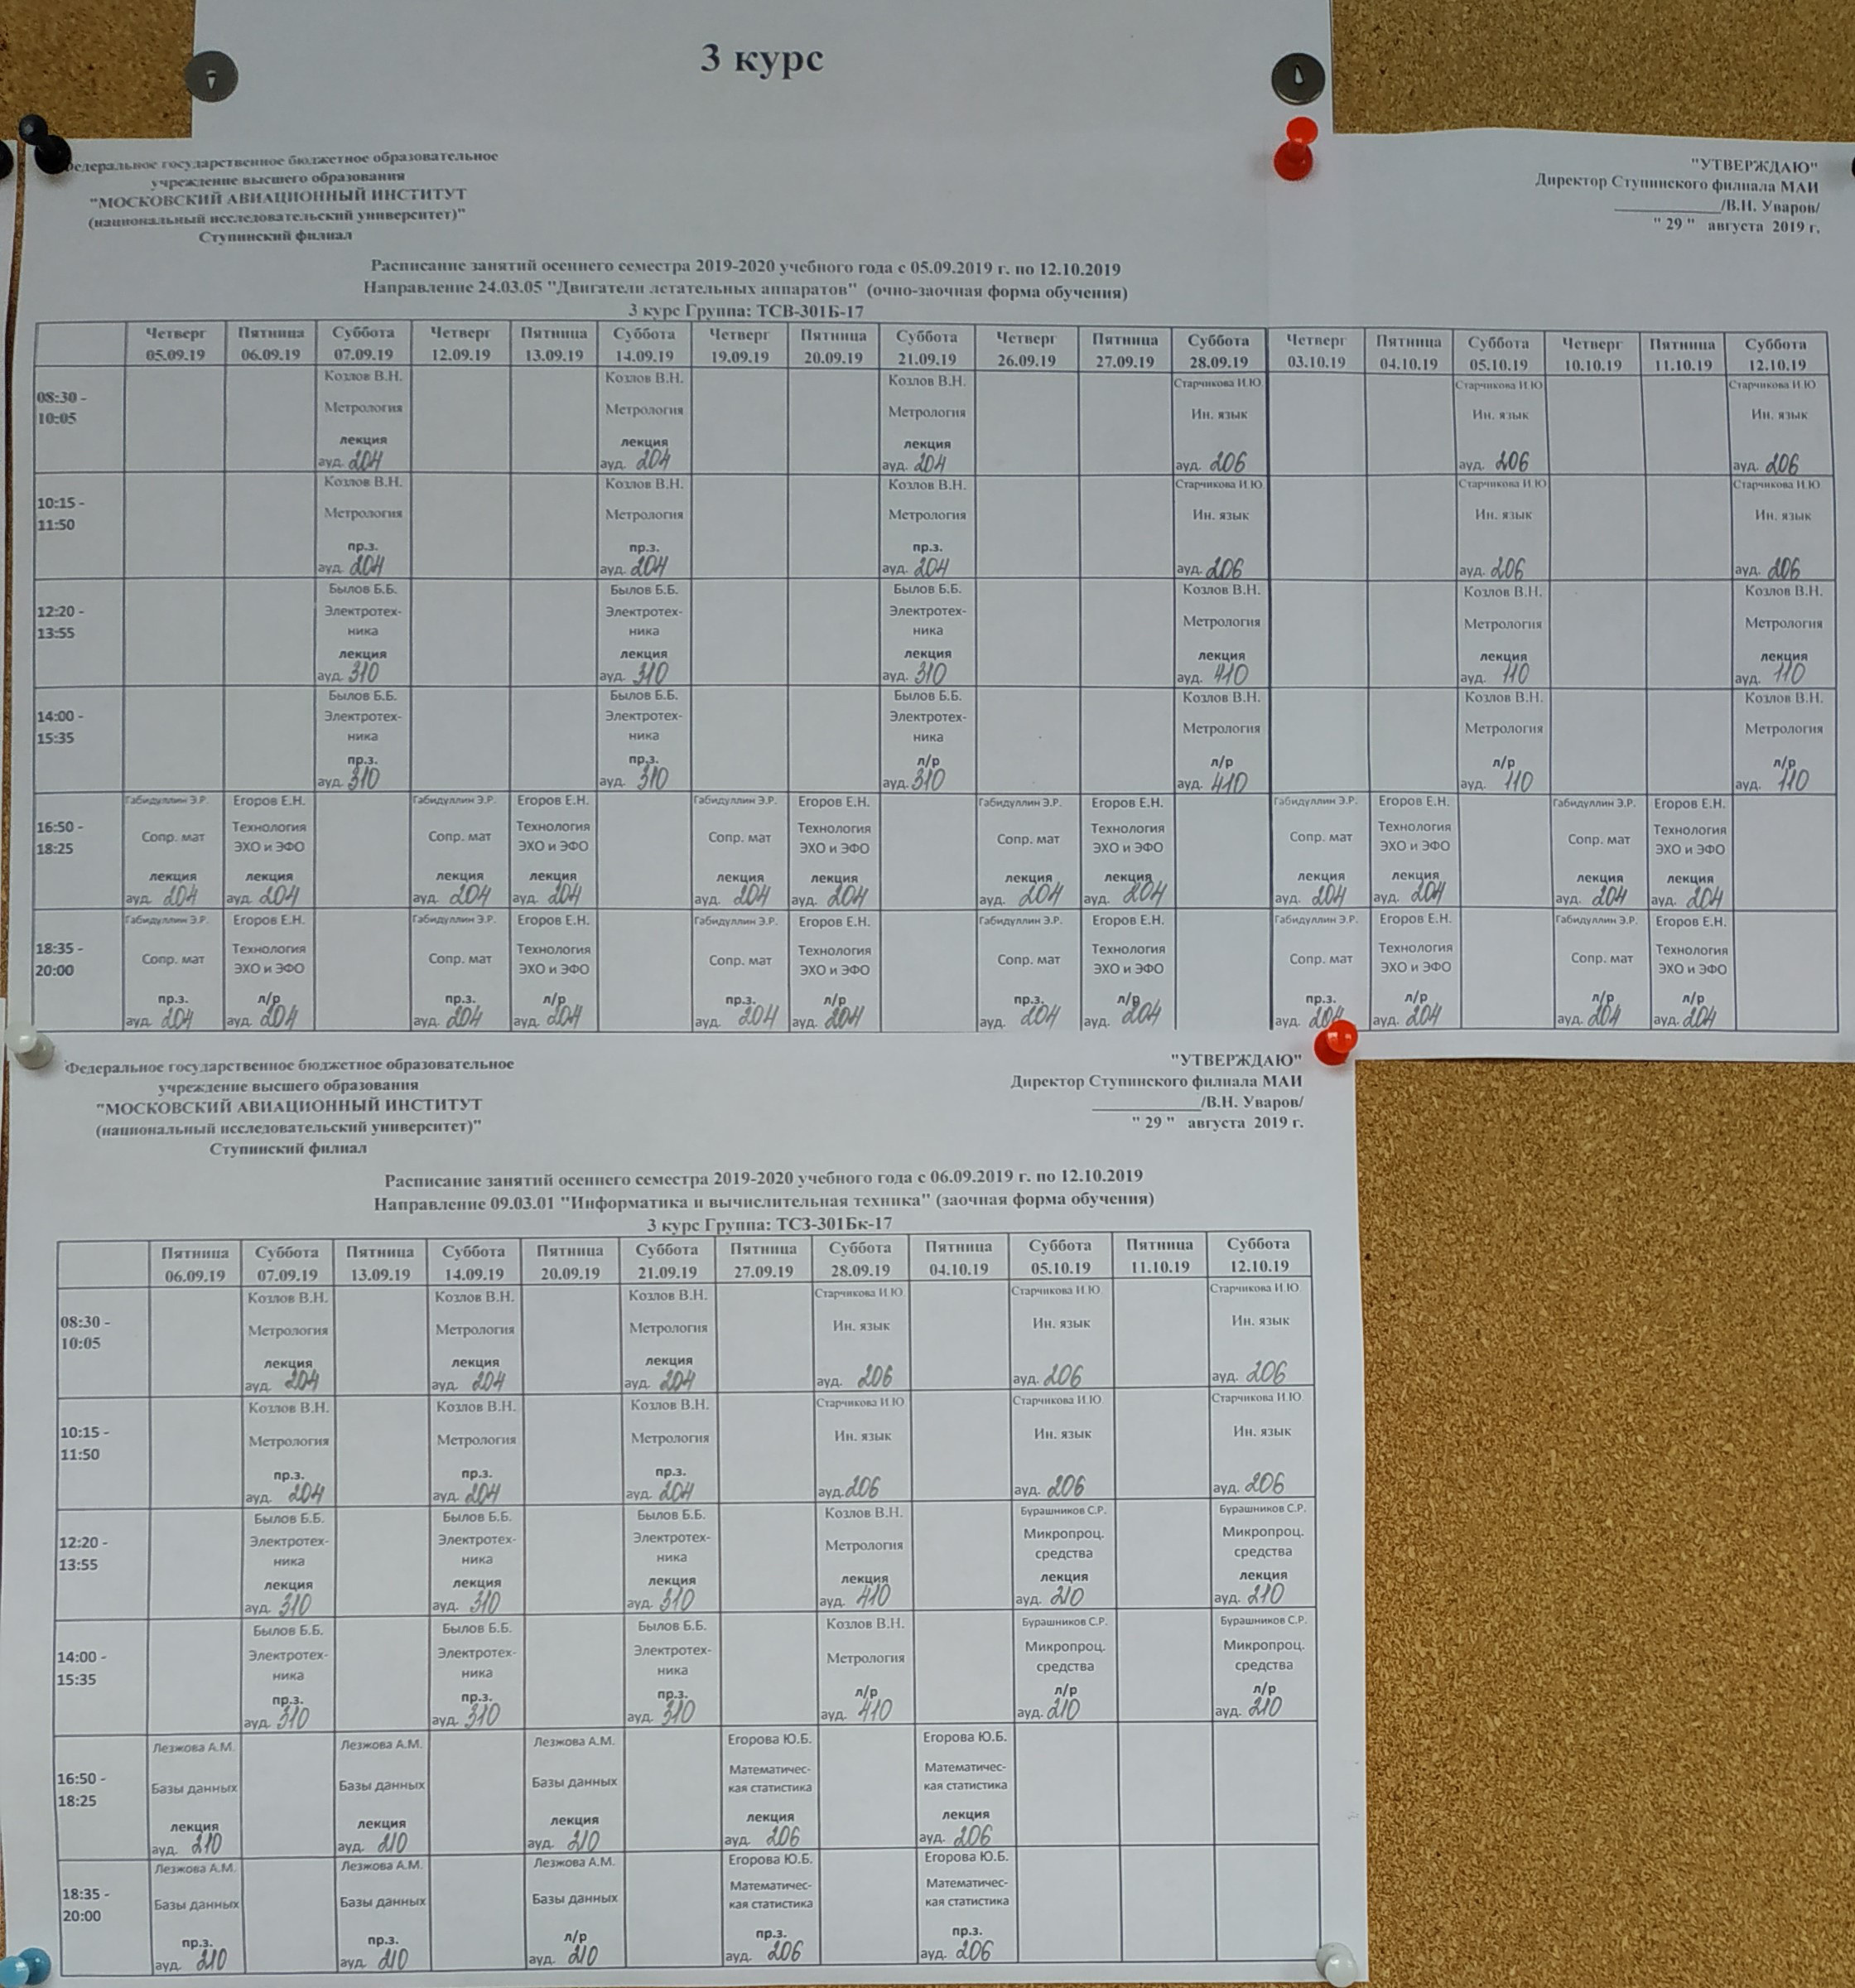 3 курс
Федеральное государственное бюджетное образовательное
учреждение высшего образования
"МОСКОВСКИЙ АВИАЦИОННЫЙ ИНСТИТУТ
(национальный исследовательский университет)"
Ступинский филиал
"УТВЕРЖДАЮ"
Директор Ступинского филиала МАИ
____________/В.Н. Уваров/
" 29 " августа 2019 г.
Расписание занятий осеннего семестра 2019-2020 учебного года с 05.09.2019 г. по 12.10.2019
Направление 24.03.05 "Двигатели летательных аппаратов" (очно-заочная форма обучения)
3 курс Группа: ТСВ-301Б-17
Четверг Пятница Суббота Четверг Пятница Суббота Четверг Пятница Суббота Четверг Пятница Суббота Четверг Пятница Суббота Четверг Пятница Суббота
05.09.19 06.09.19 07.09.19 12.09.19 13.09.19 14.09.19 19.09.19 20.09.19 21.09.19 26.09.19 27.09.19 28.09.19 03.10.19 04.10.19 05.10.19 10.10.19 11.10.19 12.10.19
08:30 -
10:05
Козлов В.Н. Козлов В.Н. Козлов В.Н. Старчикова И.Ю Старчикова И.Ю Старчикова И.Ю
Метрология Метрология Метрология Ин. язык Ин. язык Ин. язык
лекция лекция лекция
ауд. 204 ауд. 204 ауд. 204 ауд. 206 ауд. 206 ауд. 206
10:15 -
11:50
Козлов В.Н. Козлов В.Н. Козлов В.Н. Старчикова И.Ю Старчикова И.Ю Старчикова И.Ю
Метрология Метрология Метрология Ин. язык Ин. язык Ин. язык
пр.з. пр.з. пр.з.
ауд. 204 ауд. 204 ауд. 204 ауд. 206 ауд. 206 ауд. 206
12:20 -
13:55
Былов Б.Б. Былов Б.Б. Былов Б.Б. Козлов В.Н. Козлов В.Н. Козлов В.Н.
Электротех- Электротех- Электротех- Метрология Метрология Метрология
ника ника ника
лекция лекция лекция лекция лекция лекция
ауд. 310 ауд. 310 ауд. 310 ауд. 410 ауд. 110 ауд. 110
14:00 -
15:35
Былов Б.Б. Былов Б.Б. Былов Б.Б. Козлов В.Н. Козлов В.Н. Козлов В.Н.
Электротех- Электротех- Электротех- Метрология Метрология Метрология
ника ника ника
пр.з. пр.з. л/р л/р л/р л/р
ауд. 310 ауд. 310 ауд. 310 ауд. 410 ауд. 110 ауд. 110
16:50 -
18:25
Габидуллин Э.Р. Егоров Е.Н. Габидуллин Э.Р. Егоров Е.Н. Габидуллин Э.Р. Егоров Е.Н. Габидуллин Э.Р. Егоров Е.Н. Габидуллин Э.Р. Егоров Е.Н. Габидуллин Э.Р. Егоров Е.Н.
Сопр. мат Технология Сопр. мат Технология Сопр. мат Технология Сопр. мат Технология Сопр. мат Технология Сопр. мат Технология
ЭХО и ЭФО ЭХО и ЭФО ЭХО и ЭФО ЭХО и ЭФО ЭХО и ЭФО ЭХО и ЭФО
лекция лекция лекция лекция лекция лекция лекция лекция лекция лекция лекция лекция
ауд. 204 ауд. 204 ауд. 204 ауд. 204 ауд. 204 ауд. 204 ауд. 204 ауд. 204 ауд. 204 ауд. 204 ауд. 204 ауд. 204
18:35 -
20:00
Габидуллин Э.Р. Егоров Е.Н. Габидуллин Э.Р. Егоров Е.Н. Габидуллин Э.Р. Егоров Е.Н. Габидуллин Э.Р. Егоров Е.Н. Габидуллин Э.Р. Егоров Е.Н. Габидуллин Э.Р. Егоров Е.Н.
Сопр. мат Технология Сопр. мат Технология Сопр. мат Технология Сопр. мат Технология Сопр. мат Технология Сопр. мат Технология
ЭХО и ЭФО ЭХО и ЭФО ЭХО и ЭФО ЭХО и ЭФО ЭХО и ЭФО ЭХО и ЭФО
пр.з. л/р пр.з. л/р пр.з. л/р пр.з. л/р пр.з. л/р л/р л/р
ауд. 204 ауд. 204 ауд. 204 ауд. 204 ауд. 204 ауд. 204 ауд. 204 ауд. 204 ауд. 204 ауд. 204 ауд. 204 ауд. 204
Федеральное государственное бюджетное образовательное
учреждение высшего образования
"МОСКОВСКИЙ АВИАЦИОННЫЙ ИНСТИТУТ
(национальный исследовательский университет)"
Ступинский филиал
"УТВЕРЖДАЮ"
Директор Ступинского филиала МАИ
____________/В.Н. Уваров/
" 29 " августа 2019 г.
Расписание занятий осеннего семестра 2019-2020 учебного года с 06.09.2019 г. по 12.10.2019
Направление 09.03.01 "Информатика и вычислительная техника" (заочная форма обучения)
3 курс Группа: ТСЗ-301Бк-17
Пятница Суббота Пятница Суббота Пятница Суббота Пятница Суббота Пятница Суббота Пятница Суббота
06.09.19 07.09.19 13.09.19 14.09.19 20.09.19 21.09.19 27.09.19 28.09.19 04.10.19 05.10.19 11.10.19 12.10.19
08:30 -
10:05
Козлов В.Н. Козлов В.Н. Козлов В.Н. Старчикова И.Ю Старчикова И.Ю Старчикова И.Ю
Метрология Метрология Метрология Ин. язык Ин. язык Ин. язык
лекция лекция лекция
ауд. 204 ауд. 204 ауд. 204 ауд. 206 ауд. 206 ауд. 206
10:15 -
11:50
Козлов В.Н. Козлов В.Н. Козлов В.Н. Старчикова И.Ю Старчикова И.Ю Старчикова И.Ю
Метрология Метрология Метрология Ин. язык Ин. язык Ин. язык
пр.з. пр.з. пр.з.
ауд. 204 ауд. 204 ауд. 204 ауд. 206 ауд. 206 ауд. 206
12:20 -
13:55
Былов Б.Б. Былов Б.Б. Былов Б.Б. Козлов В.Н. Бурашников С.Р. Бурашников С.Р.
Электротех- Электротех- Электротех- Метрология Микропроц. Микропроц.
ника ника ника средства средства
лекция лекция лекция лекция лекция лекция
ауд. 310 ауд. 310 ауд. 310 ауд. 410 ауд. 210 ауд. 210
14:00 -
15:35
Былов Б.Б. Былов Б.Б. Былов Б.Б. Козлов В.Н. Бурашников С.Р. Бурашников С.Р.
Электротех- Электротех- Электротех- Метрология Микропроц. Микропроц.
ника ника ника средства средства
пр.з. пр.з. пр.з. л/р л/р л/р
ауд. 310 ауд. 310 ауд. 310 ауд. 410 ауд. 210 ауд. 210
16:50 -
18:25
Лезжова А.М. Лезжова А.М. Лезжова А.М. Егорова Ю.Б. Егорова Ю.Б.
Базы данных Базы данных Базы данных Математичес- Математичес-
кая статистика кая статистика
лекция лекция лекция лекция лекция
ауд. 210 ауд. 210 ауд. 210 ауд. 206 ауд. 206
18:35 -
20:00
Лезжова А.М. Лезжова А.М. Лезжова А.М. Егорова Ю.Б. Егорова Ю.Б.
Базы данных Базы данных Базы данных Математичес- Математичес-
кая статистика кая статистика
пр.з. пр.з. л/р пр.з. пр.з.
ауд. 210 ауд. 210 ауд. 210 ауд. 206 ауд. 206